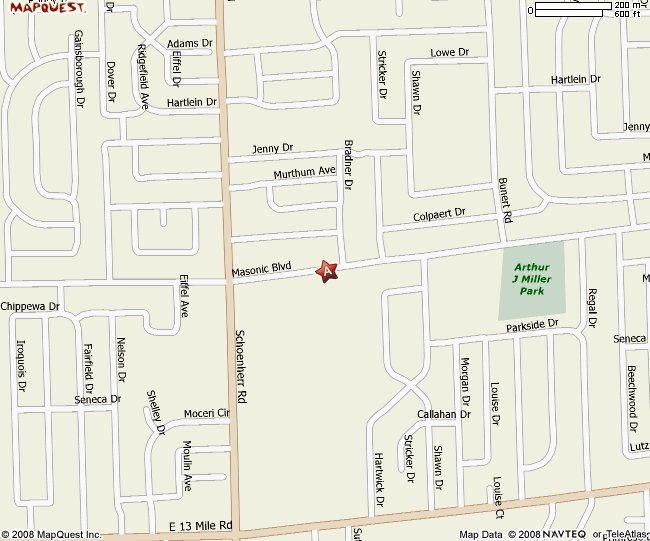 MAPQUEST.
0
200 m
600 ft
Dr
Gainsborough Dr
Dover Dr
Ridgefield Ave
Adams Dr
Eiffel Dr
Hartlein Dr
Stricker Dr
Shawn Dr
Lowe Dr
Hartlein Dr
Jenny
Jenny Dr
Bradner Dr
Murthum Ave
M
Bunert Rd
Colpaert Dr
Masonic Blvd
A
Arthur
J Miller
Park
Eiffel Ave
Chippewa Dr
Regal Dr
Parkside Dr
Seneca
Schoenherr Rd
Iroquois Dr
Fairfield Dr
Nelson Dr
Seneca Dr
Shelley Dr
Moceri Cir
Moulin Ave
Morgan Dr
Louise Dr
Beechwood Dr
Callahan Dr
Stricker Dr
Shawn Dr
Hartwick Dr
Lutz
Louise Ct
E 13 Mile Rd
© 2008 MapQuest Inc.
Map Data © 2008 NAVTEQ or TeleAtlas